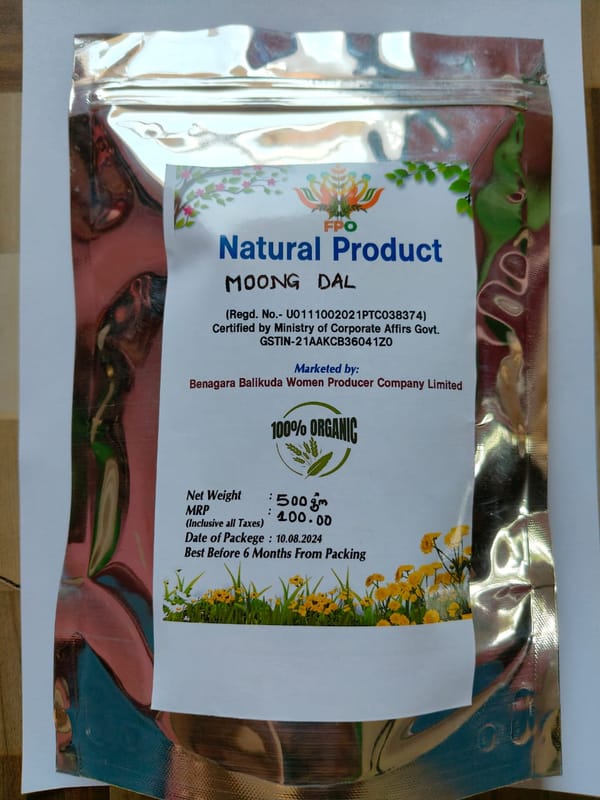 FPO
Natural Product
MOONG DAL
(Regd. No.- U0111002021PTC038374)
Certified by Ministry of Corporate Affirs Govt.
GSTIN-21AAKCB36041Z0
Marketed by:
Benagara Balikuda Women Producer Company Limited
100% ORGANIC
Net Weight : 500 gm
MRP : 100.00
(Inclusive all Taxes)
Date of Packege : 10.08.2024
Best Before 6 Months From Packing